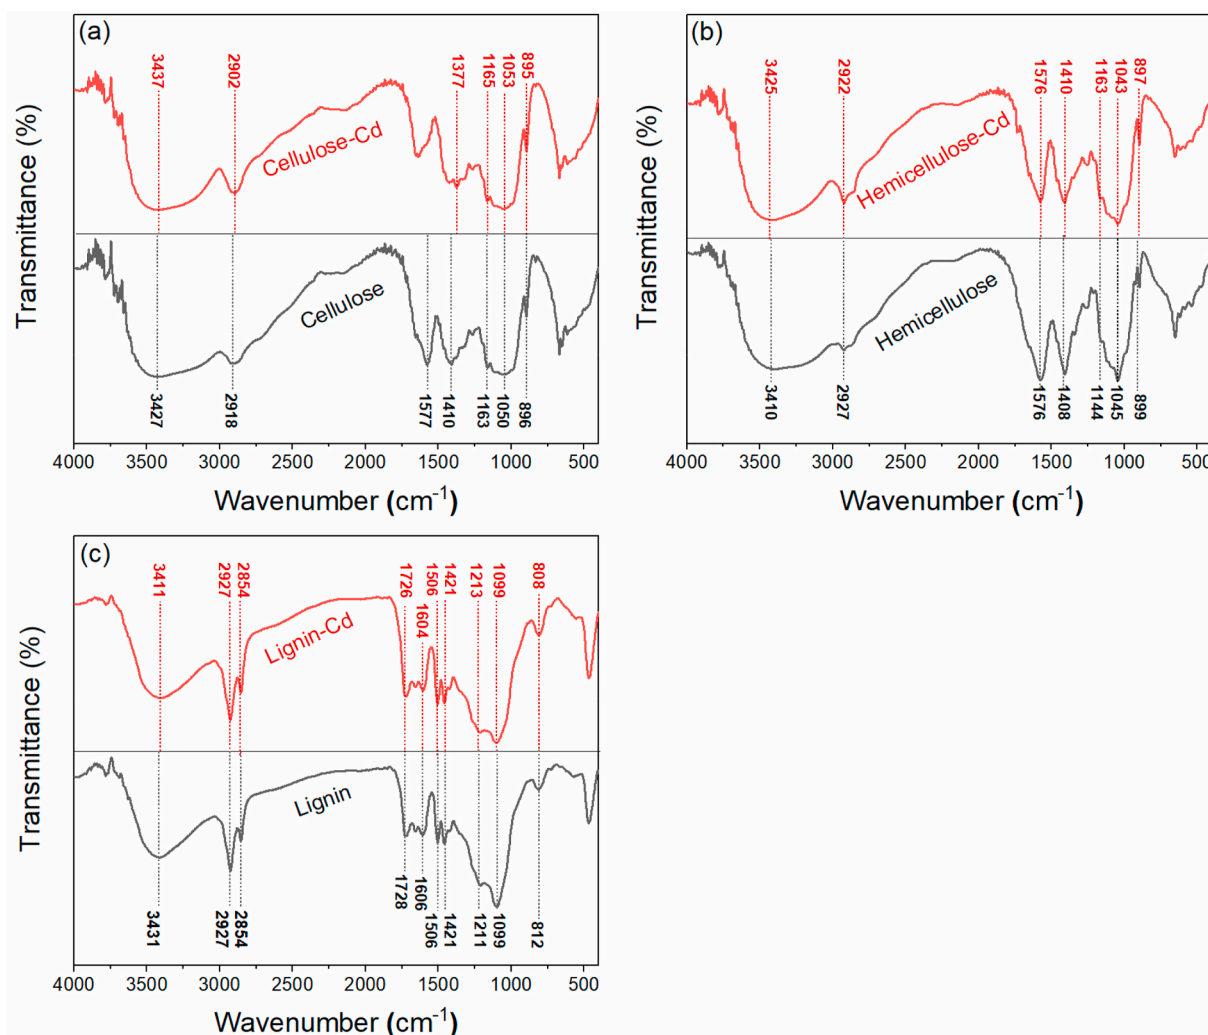 (a)
3437
2902
1377
1165
1053
895
Cellulose-Cd
Cellulose
3427
2918
1577
1410
1163
1050
896
Transmittance (%)
4000 3500 3000 2500 2000 1500 1000 500
Wavenumber (cm⁻¹)
(b)
3425
2922
1576
1410
1163
1043
897
Hemicellulose-Cd
Hemicellulose
3410
2927
1576
1408
1144
1045
899
Transmittance (%)
4000 3500 3000 2500 2000 1500 1000 500
Wavenumber (cm⁻¹)
(c)
3411
2927
2854
1726
1604
1506
1421
1213
1099
808
Lignin-Cd
Lignin
3431
2927
2854
1728
1606
1506
1421
1211
1099
812
Transmittance (%)
4000 3500 3000 2500 2000 1500 1000 500
Wavenumber (cm⁻¹)